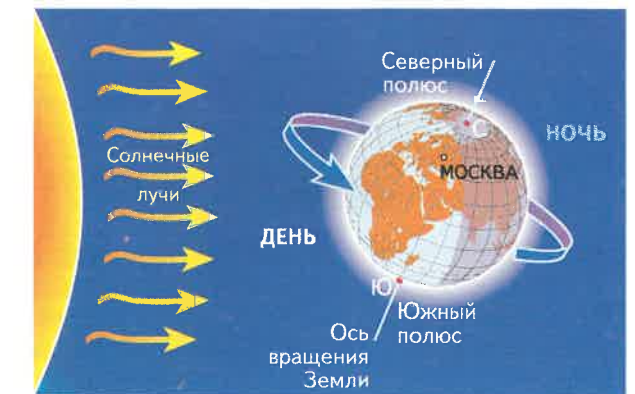 Северный
полюс
С
НОЧЬ
МОСКВА
Солнечные
лучи
ДЕНЬ
Ю
Южный
полюс
Ось
вращения
Земли